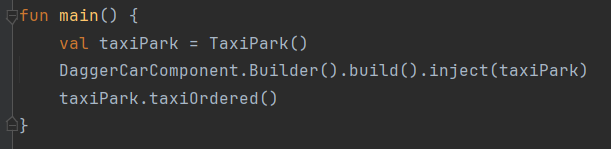 fun main() {
    val taxiPark = TaxiPark()
    DaggerCarComponent.Builder().build().inject(taxiPark)
    taxiPark.taxiOrdered()
}